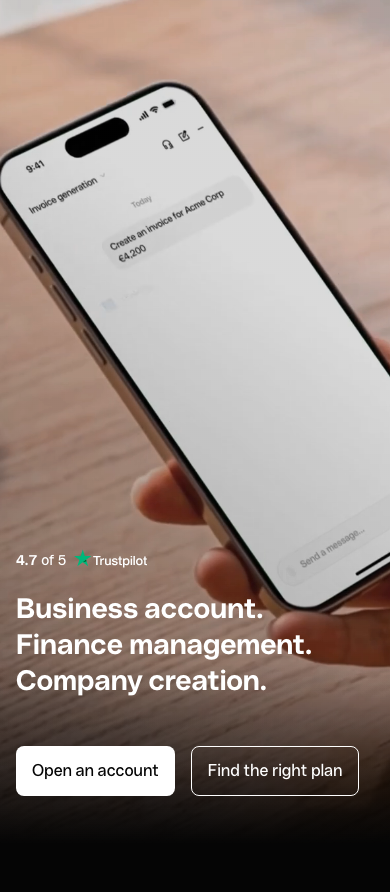 9:41
Invoice generation
Today
Create an invoice for Acme Corp
€4,200
Send a message...
4.7 of 5 Trustpilot
Business account.
Finance management.
Company creation.
Open an account
Find the right plan